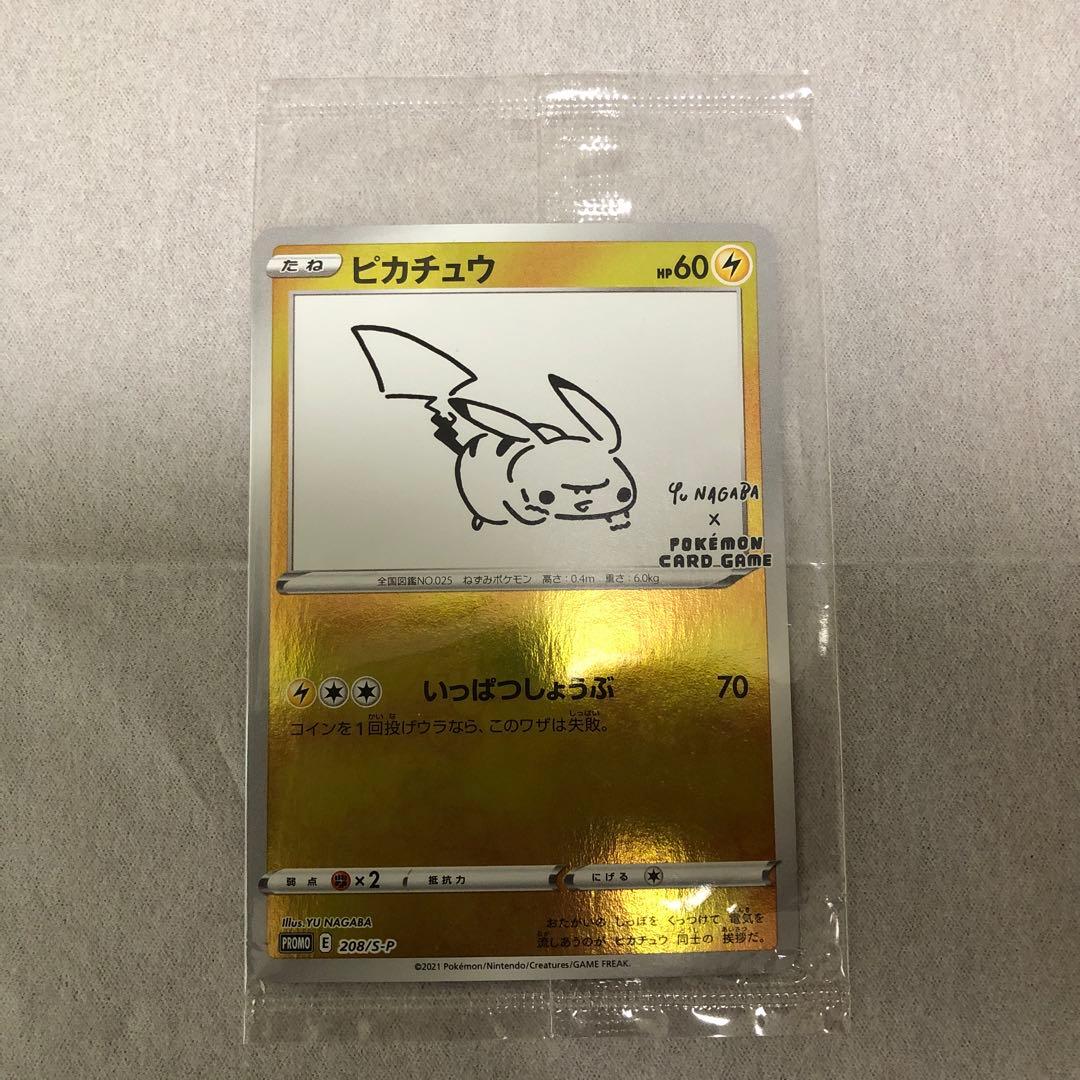 たね ピカチュウ HP60
YU NAGABA
×
POKÉMON
CARD GAME
全国図鑑NO.025 ねずみポケモン 高さ:0.4m 重さ:6.0kg
いっぱつしょうぶ 70
コインを1回投げウラなら、このワザは失敗。
弱点 ×2 抵抗力 にげる
Illus.YU NAGABA
PROMO E 208/S-P
おたがいの しっぽを くっつけて 電気を
流しあうのが ピカチュウ 同士の 挨拶だ。
©2021 Pokémon/Nintendo/Creatures/GAME FREAK.